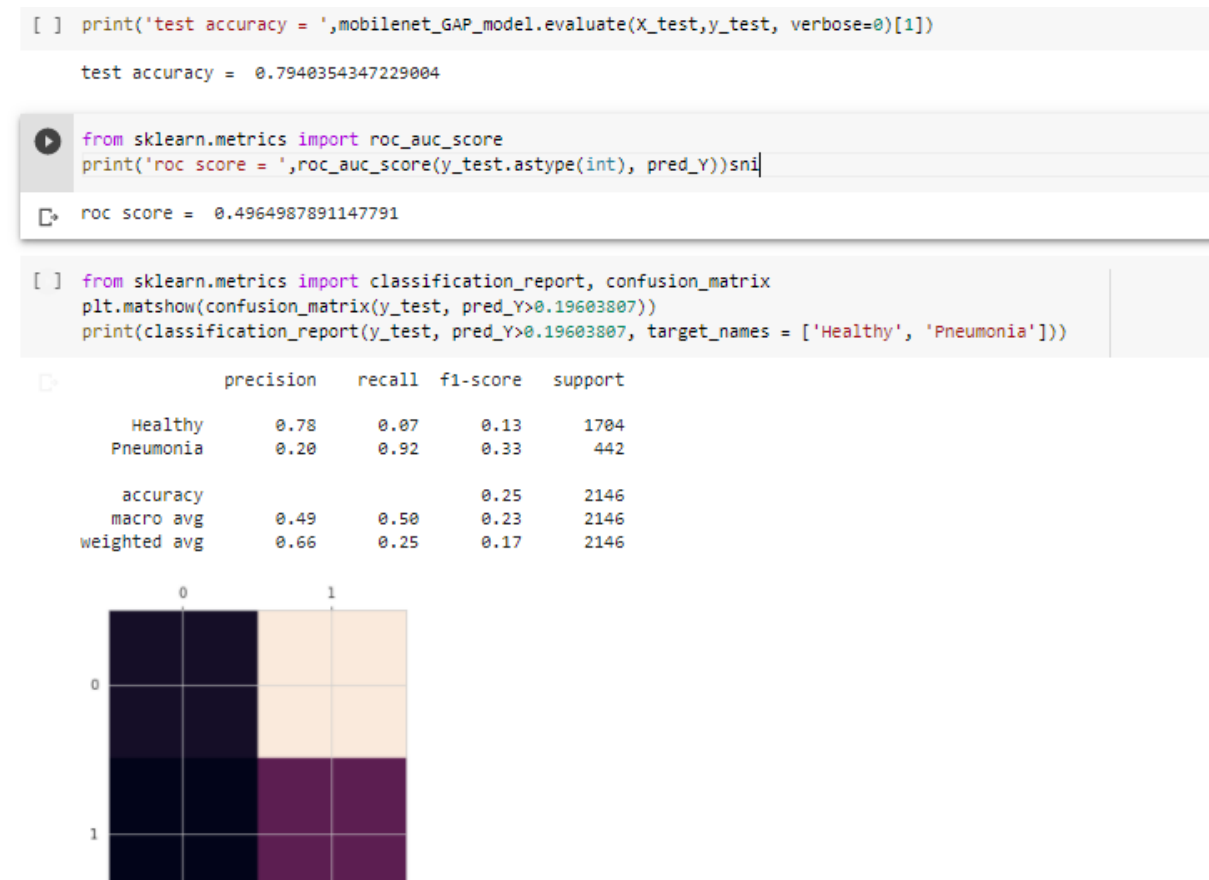 [ ] print('test accuracy = ',mobilenet_GAP_model.evaluate(X_test,y_test, verbose=0)[1])
test accuracy =  0.7940354347229004
from sklearn.metrics import roc_auc_score
print('roc score = ',roc_auc_score(y_test.astype(int), pred_Y))sni
roc score =  0.4964987891147791
[ ] from sklearn.metrics import classification_report, confusion_matrix
plt.matshow(confusion_matrix(y_test, pred_Y>0.19603807))
print(classification_report(y_test, pred_Y>0.19603807, target_names = ['Healthy', 'Pneumonia']))
precision recall f1-score support
Healthy 0.78 0.07 0.13 1704
Pneumonia 0.20 0.92 0.33 442
accuracy 0.25 2146
macro avg 0.49 0.50 0.23 2146
weighted avg 0.66 0.25 0.17 2146
0 1
0
1